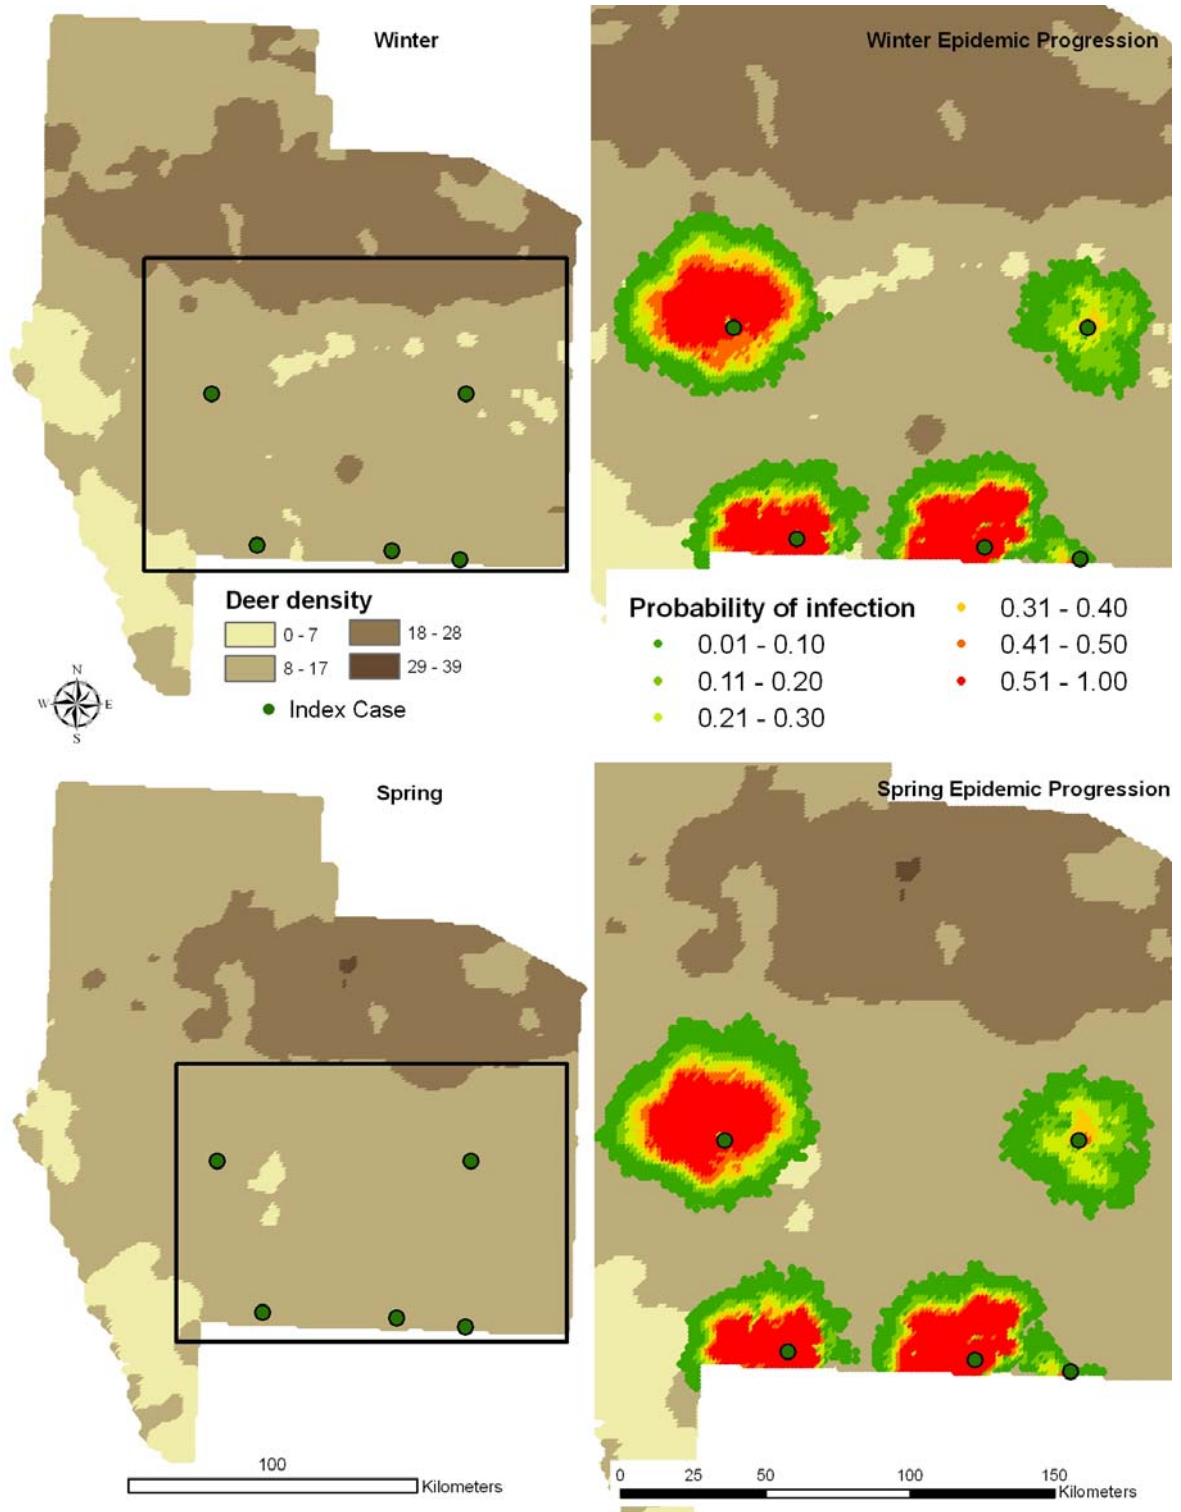 Winter
Winter Epidemic Progression
Deer density
0 - 7
18 - 28
8 - 17
29 - 39
Index Case
N
W
E
S
Probability of infection
0.01 - 0.10
0.11 - 0.20
0.21 - 0.30
0.31 - 0.40
0.41 - 0.50
0.51 - 1.00
Spring
Spring Epidemic Progression
100
Kilometers
0 25 50 100 150
Kilometers